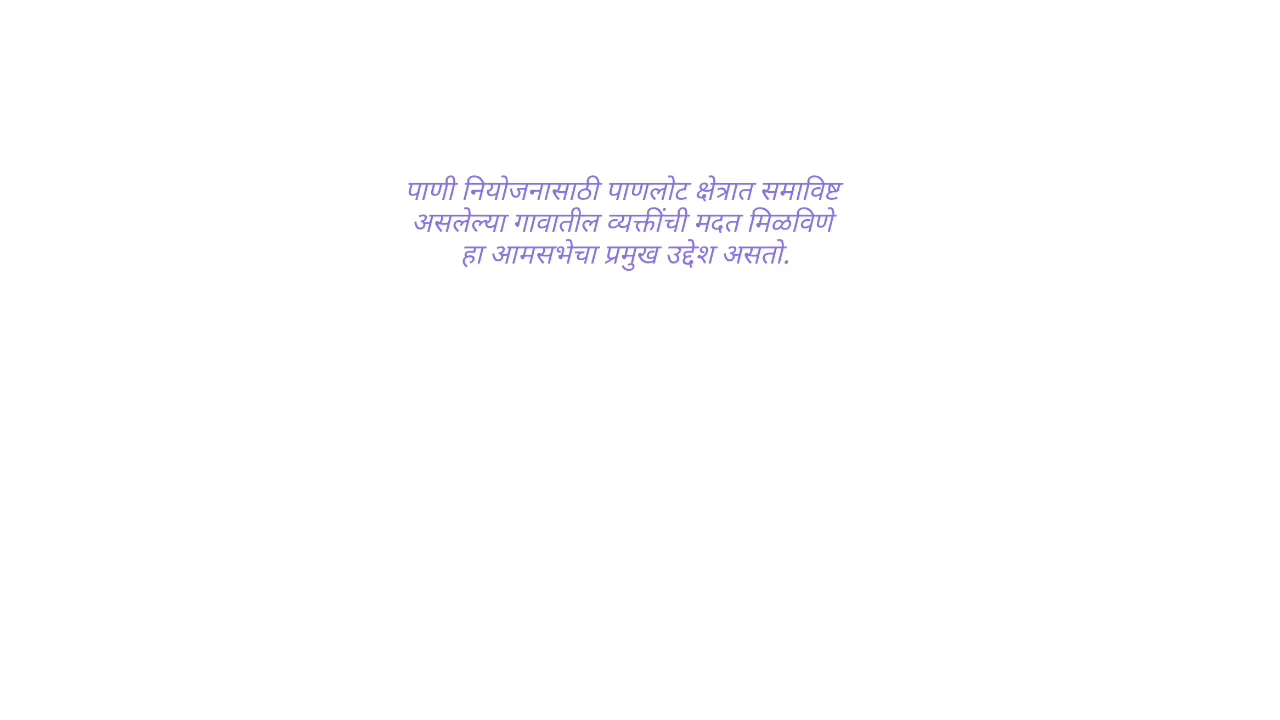 पाणी नियोजनासाठी पाणलोट क्षेत्रात समाविष्ट
असलेल्या गावातील व्यक्तींची मदत मिळविणे
हा आमसभेचा प्रमुख उद्देश असतो.